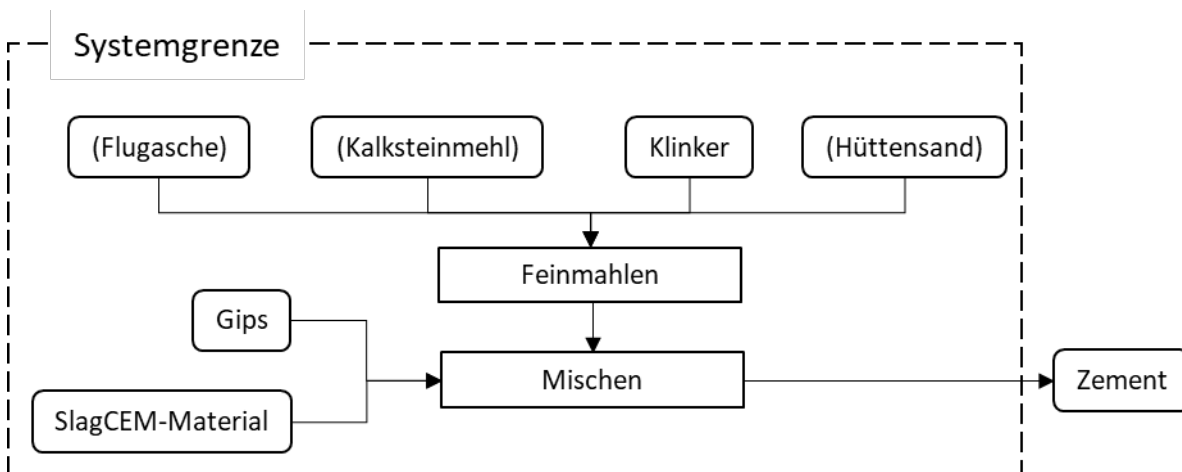 Systemgrenze
(Flugasche)
(Kalksteinmehl)
Klinker
(Hüttensand)
Feinmahlen
Gips
Mischen
Zement
SlagCEM-Material